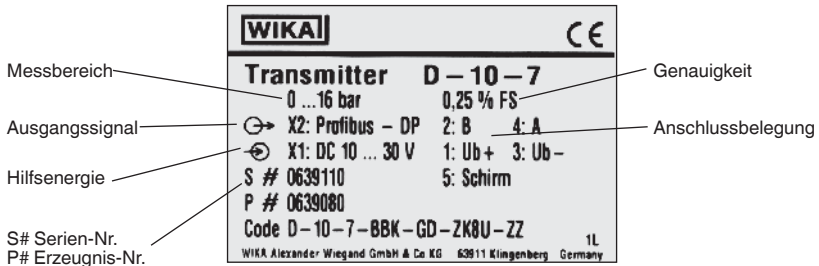 WIKAI
CE
Messbereich
Transmitter D – 10 – 7
Genauigkeit
0 ...16 bar 0,25 % FS
Ausgangssignal
X2: Profibus – DP 2: B 4: A
Anschlussbelegung
X1: DC 10 ... 30 V 1: Ub+ 3: Ub–
Hilfsenergie
S # 0639110 5: Schirm
P # 0639080
S# Serien-Nr.
Code D–10–7–BBK–GD–ZK8U–ZZ 1L
P# Erzeugnis-Nr.
WIKA Alexander Wiegand GmbH & Co KG 63911 Klingenberg Germany